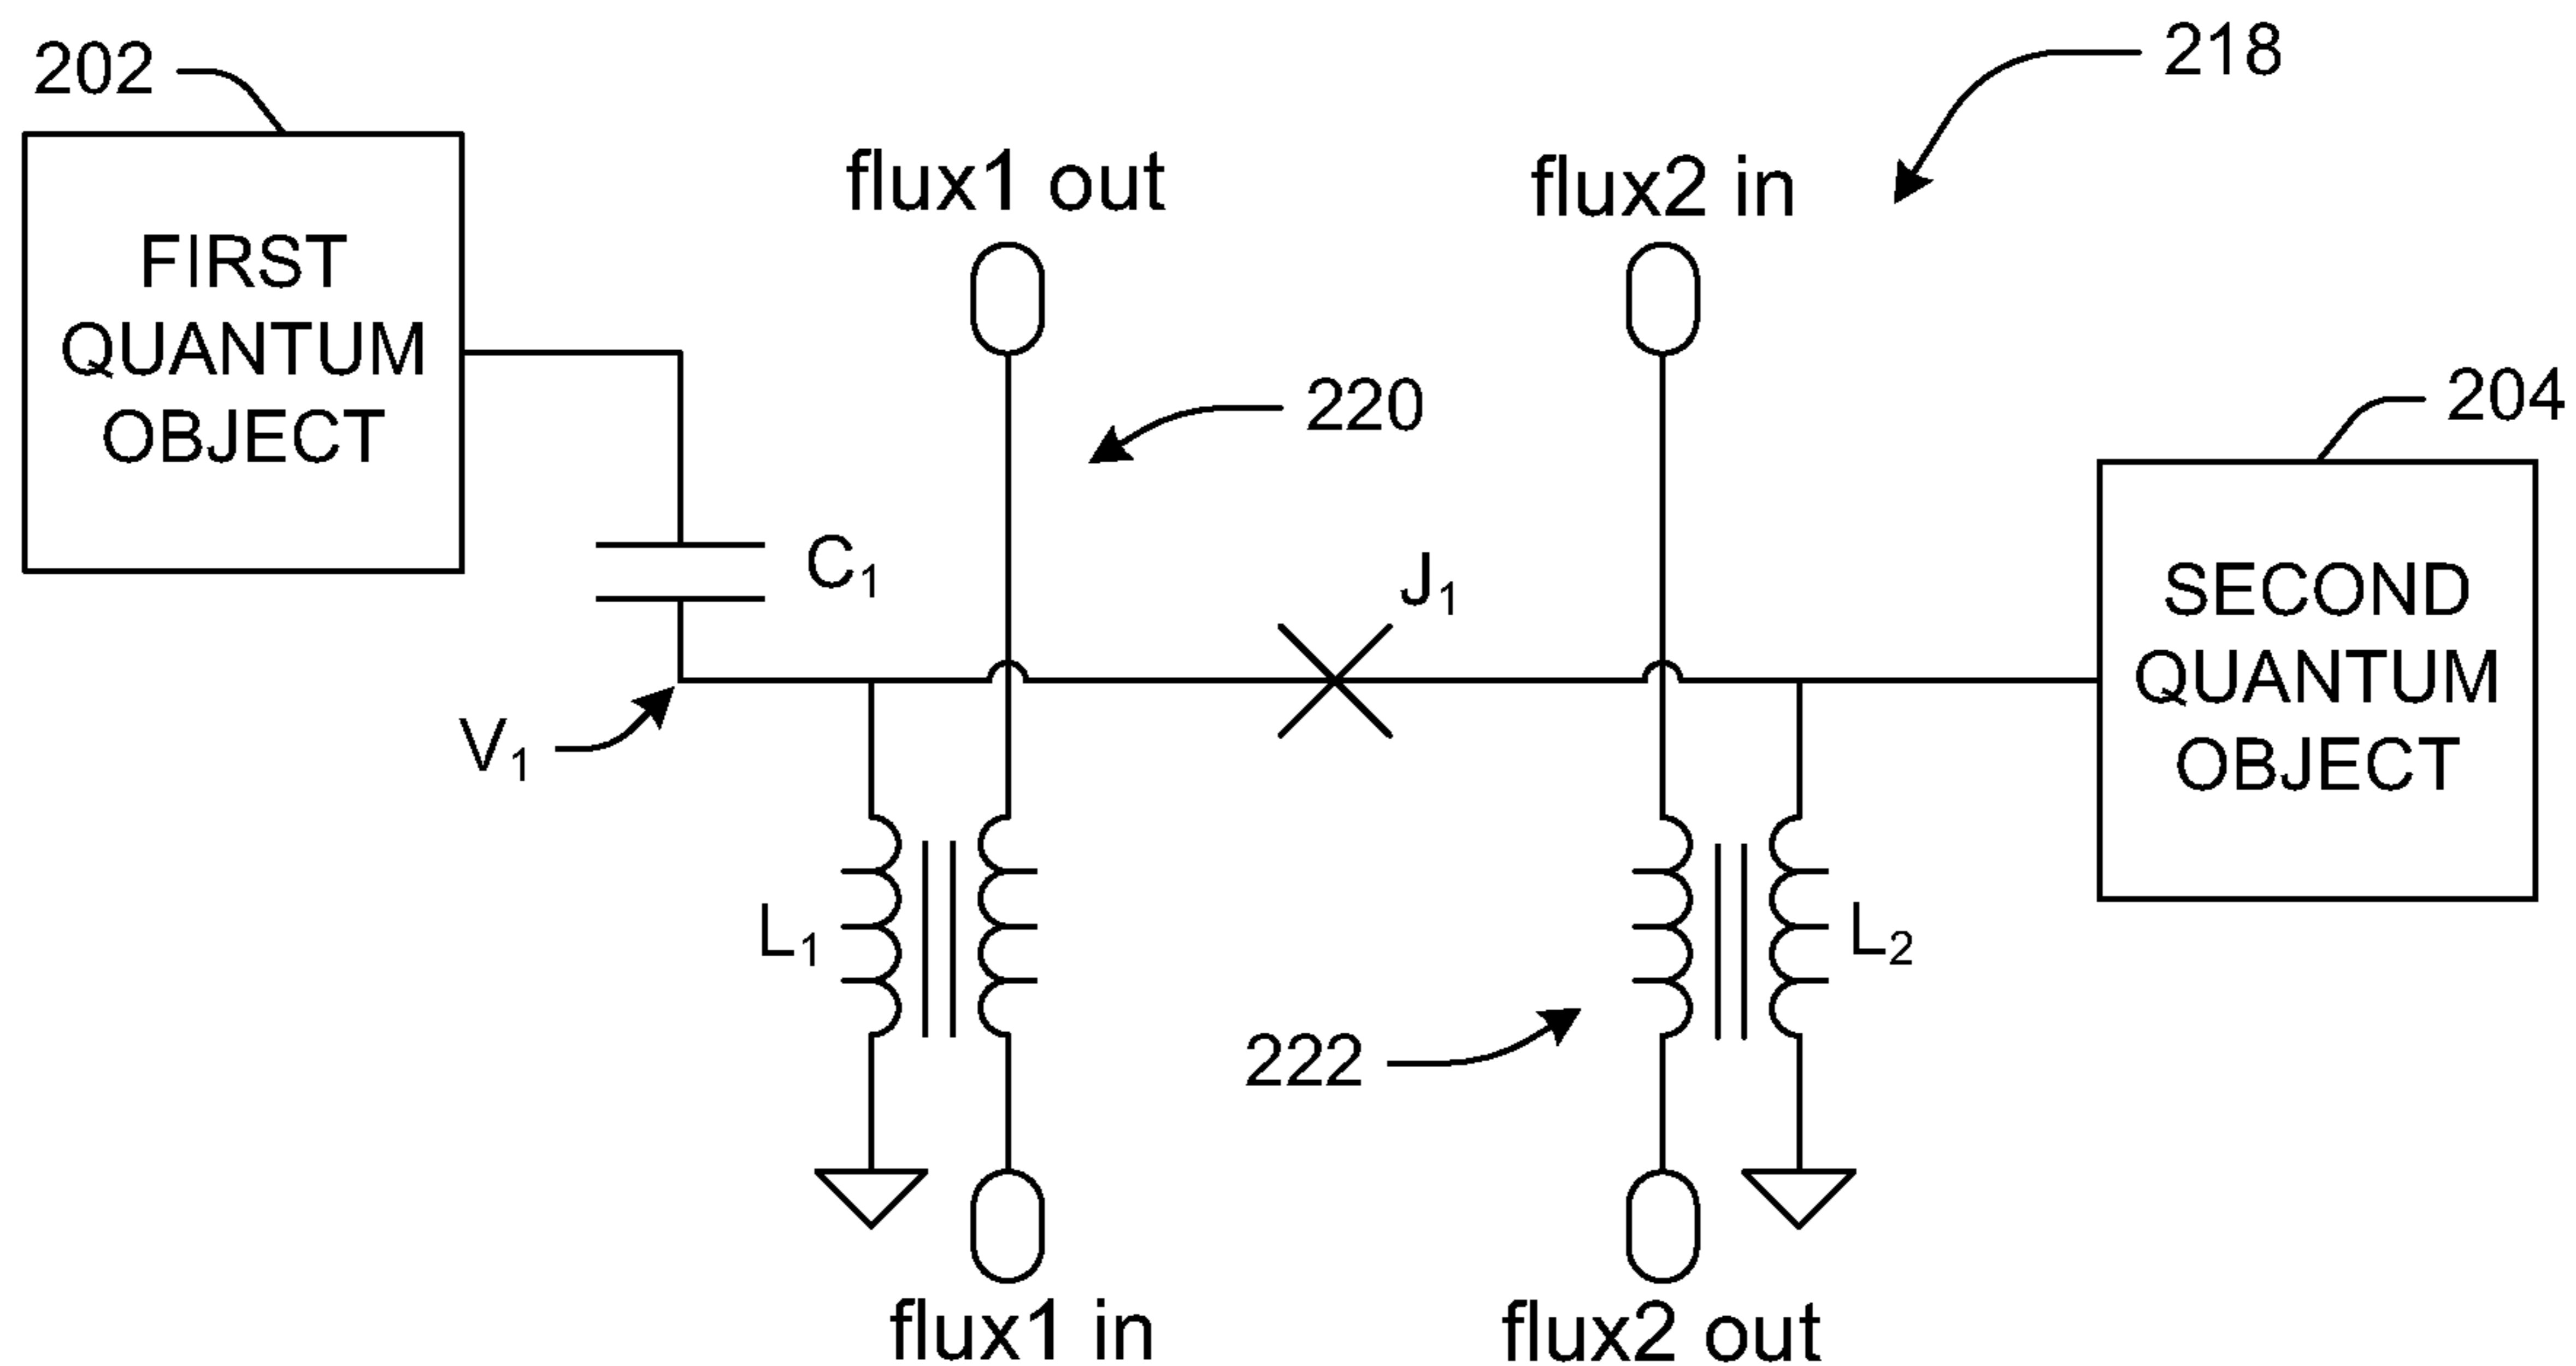 202
218
FIRST
QUANTUM
OBJECT
flux1 out
flux2 in
220
204
C1
J1
SECOND
QUANTUM
OBJECT
V1
L1
L2
222
flux1 in
flux2 out